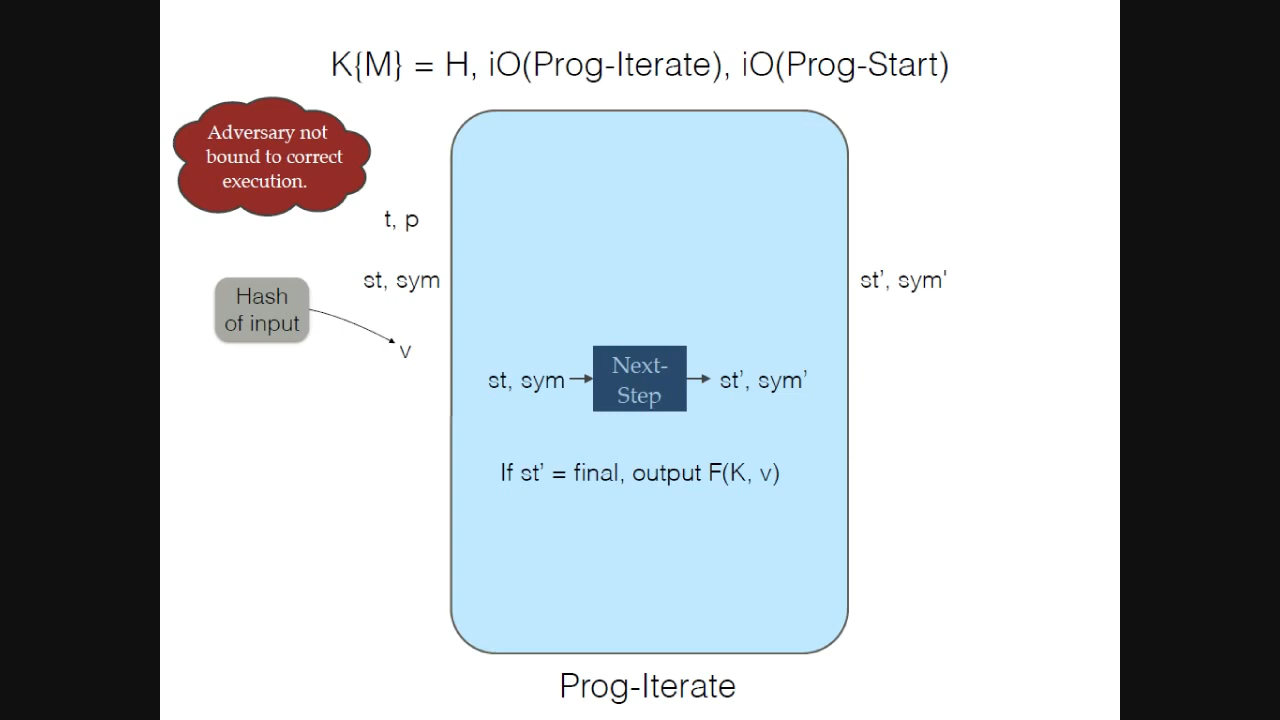 K{M} = H, iO(Prog-Iterate), iO(Prog-Start)
Adversary not
bound to correct
execution.
t, p
st, sym
st’, sym'
Hash
of input
v
st, sym
Next-
Step
st’, sym’
If st’ = final, output F(K, v)
Prog-Iterate